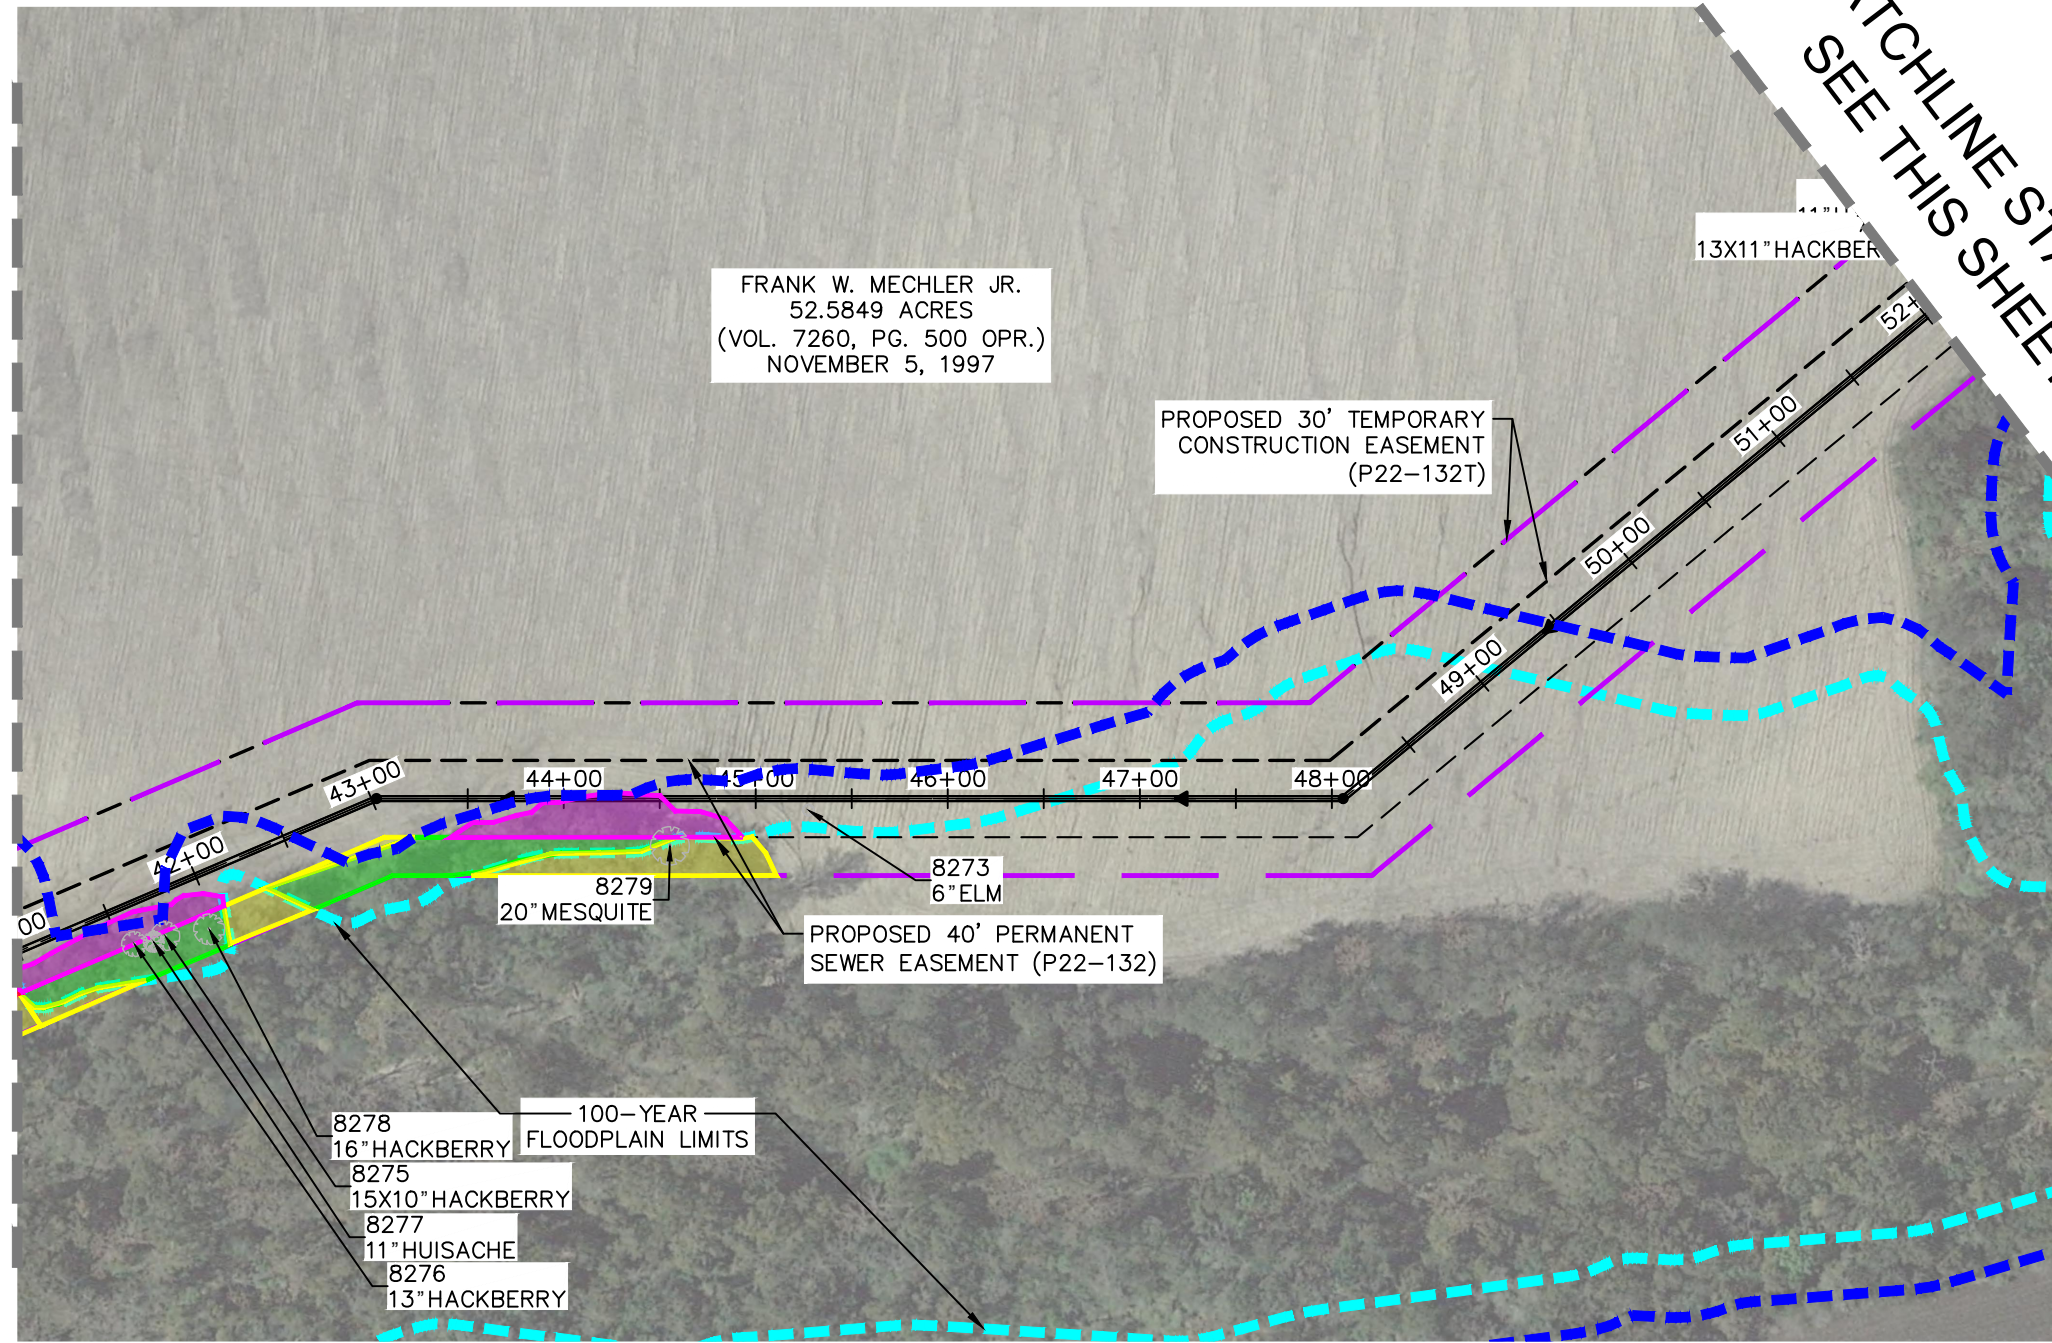 SEE THIS SHEET
13X11"
FRANK W. MECHLER JR.
52.5849 ACRES
(VOL. 7260, PG. 500 OPR.)
NOVEMBER 5, 1997
PROPOSED 30' TEMPORARY
CONSTRUCTION EASEMENT
(P22-132T)
51+00
50+00
49+00
48+00
47+00
46+00
45+00
44+00
43+00
42+00
8279
20"MESQUITE
8273
6"ELM
PROPOSED 40' PERMANENT
SEWER EASEMENT (P22-132)
100-YEAR
FLOODPLAIN LIMITS
8278
16"HACKBERRY
8275
15X10"HACKBERRY
8277
11"HUISACHE
8276
13"HACKBERRY